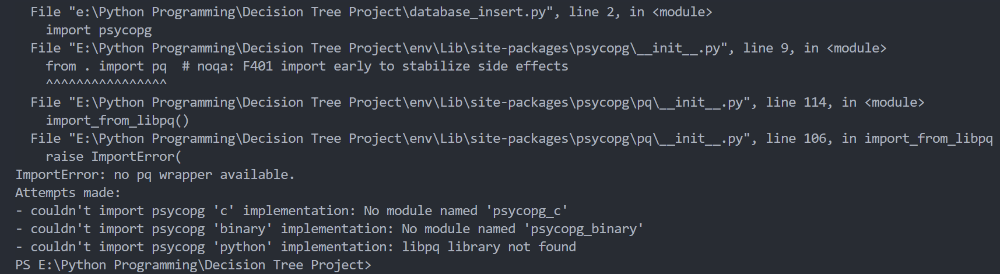 File "e:\Python Programming\Decision Tree Project\database_insert.py", line 2, in <module>
import psycopg
File "E:\Python Programming\Decision Tree Project\env\Lib\site-packages\psycopg\__init__.py", line 9, in <module>
from . import pq  # noqa: F401 import early to stabilize side effects
^^^^^^^^^^^^^^^^
File "E:\Python Programming\Decision Tree Project\env\Lib\site-packages\psycopg\pq\__init__.py", line 114, in <module>
import_from_libpq()
File "E:\Python Programming\Decision Tree Project\env\Lib\site-packages\psycopg\pq\__init__.py", line 106, in import_from_libpq
raise ImportError(
ImportError: no pq wrapper available.
Attempts made:
- couldn't import psycopg 'c' implementation: No module named 'psycopg_c'
- couldn't import psycopg 'binary' implementation: No module named 'psycopg_binary'
- couldn't import psycopg 'python' implementation: libpq library not found
PS E:\Python Programming\Decision Tree Project>